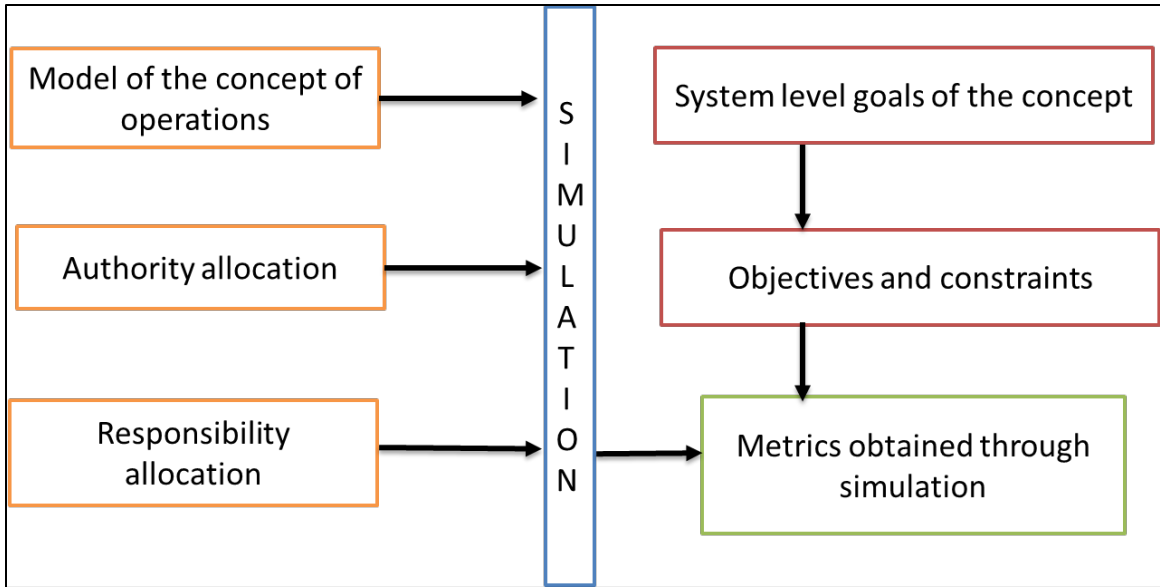 Model of the concept of
operations
Authority allocation
Responsibility
allocation
S
I
M
U
L
A
T
I
O
N
System level goals of the concept
Objectives and constraints
Metrics obtained through
simulation